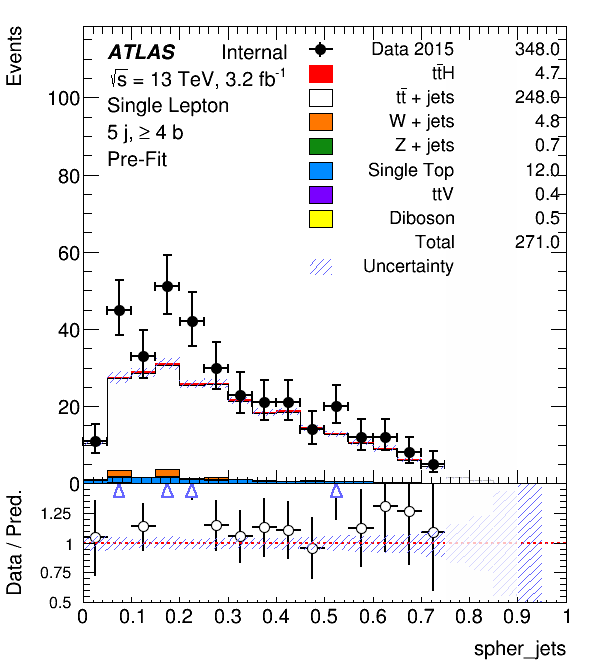 Events
ATLAS Internal
√s = 13 TeV, 3.2 fb⁻¹
Single Lepton
5 j, ≥ 4 b
Pre-Fit
Data 2015 348.0
tt̄H 4.7
tt̄ + jets 248.0
W + jets 4.8
Z + jets 0.7
Single Top 12.0
ttV 0.4
Diboson 0.5
Total 271.0
Uncertainty
100
80
60
40
20
0
Data / Pred.
1.25
1
0.75
0.5
0 0.1 0.2 0.3 0.4 0.5 0.6 0.7 0.8 0.9 1
spher_jets